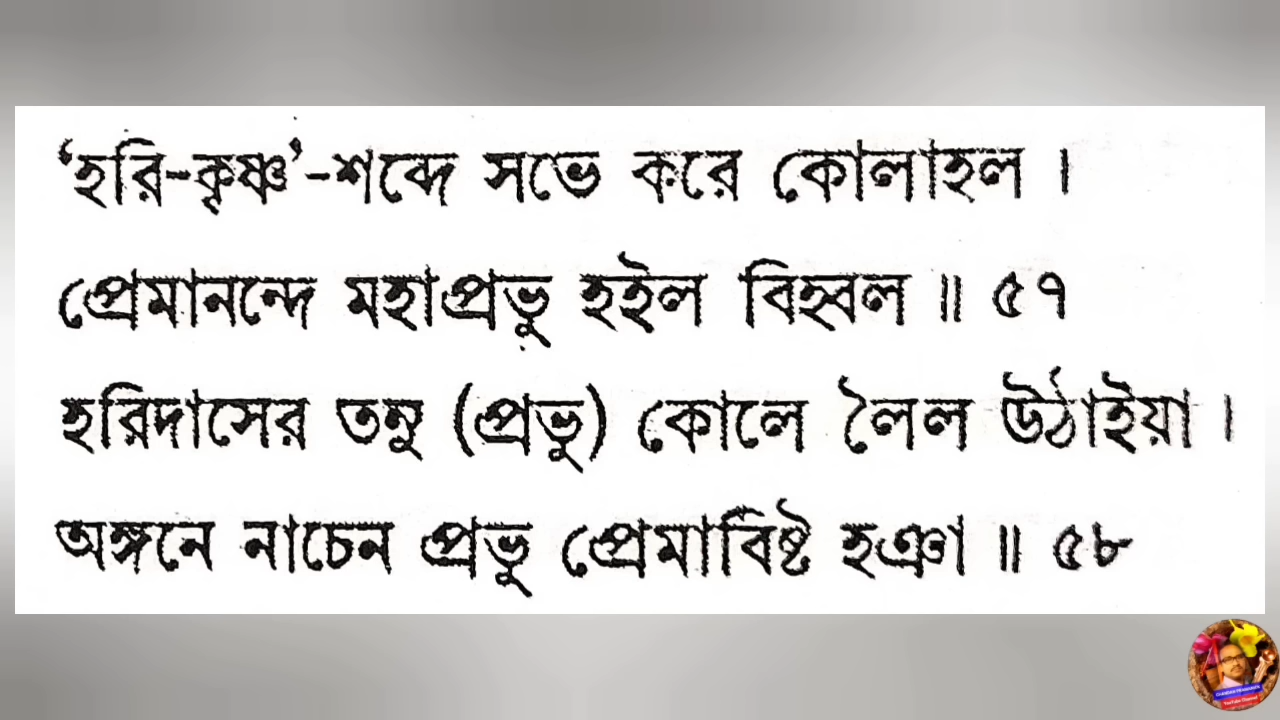 ‘হরি-কৃষ্ণ’-শব্দে সভে করে কোলাহল ।
প্রেমানন্দে মহাপ্রভু হইল বিহ্বল ॥ ৫৭
হরিদাসের তনু (প্রভু) কোলে লৈল উঠাইয়া ।
অঙ্গনে নাচেন প্রভু প্রেমাবিষ্ট হঞা ॥ ৫৮